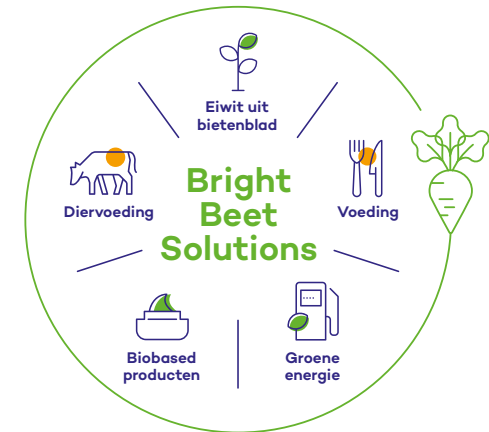 Eiwit uit
bietenblad
Diervoeding
Bright
Beet
Solutions
Voeding
Biobased
producten
Groene
energie